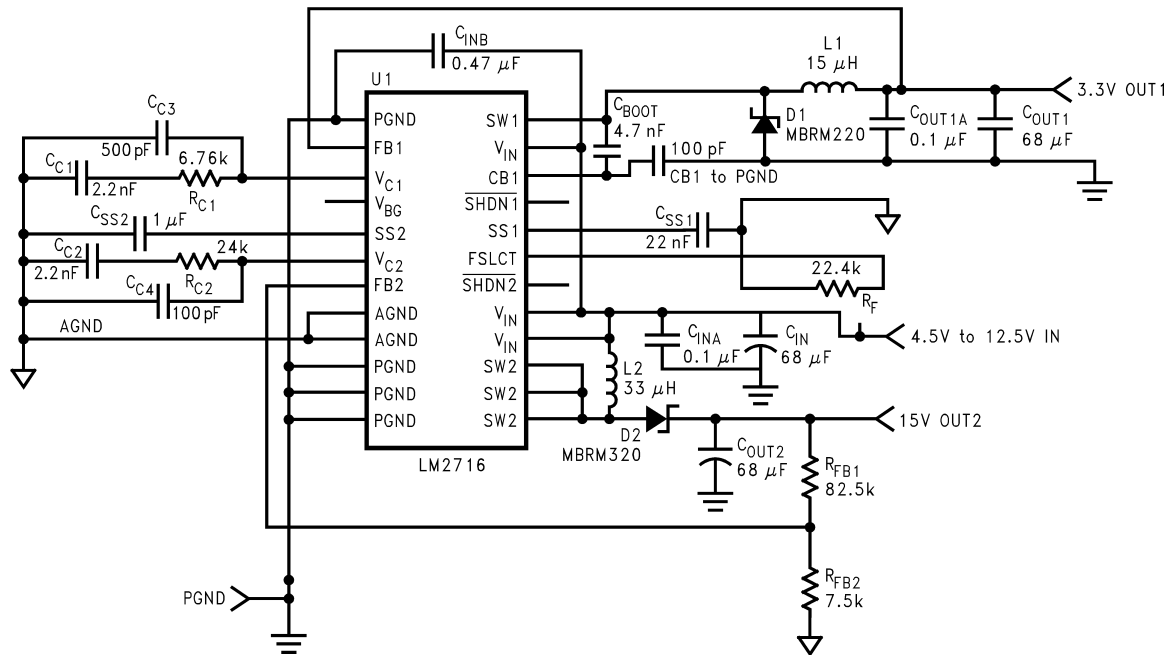 C_INB
0.47 μF
U1
L1
15 μH
3.3V OUT1
C_C3
500 pF
C_C1
2.2 nF
6.76k
R_C1
C_SS2
1 μF
C_C2
2.2 nF
24k
R_C2
C_C4
100 pF
AGND
PGND
FB1
V_C1
V_BG
SS2
V_C2
FB2
AGND
AGND
PGND
PGND
PGND
SW1
V_IN
CB1
SHDN1
SS1
FSLCT
SHDN2
V_IN
V_IN
SW2
SW2
SW2
LM2716
C_BOOT
4.7 nF
100 pF
CB1 to PGND
D1
MBRM220
C_OUT1A
0.1 μF
C_OUT1
68 μF
C_SS1
22 nF
22.4k
R_F
4.5V to 12.5V IN
C_INA
0.1 μF
C_IN
68 μF
L2
33 μH
D2
MBRM320
15V OUT2
C_OUT2
68 μF
R_FB1
82.5k
R_FB2
7.5k
PGND